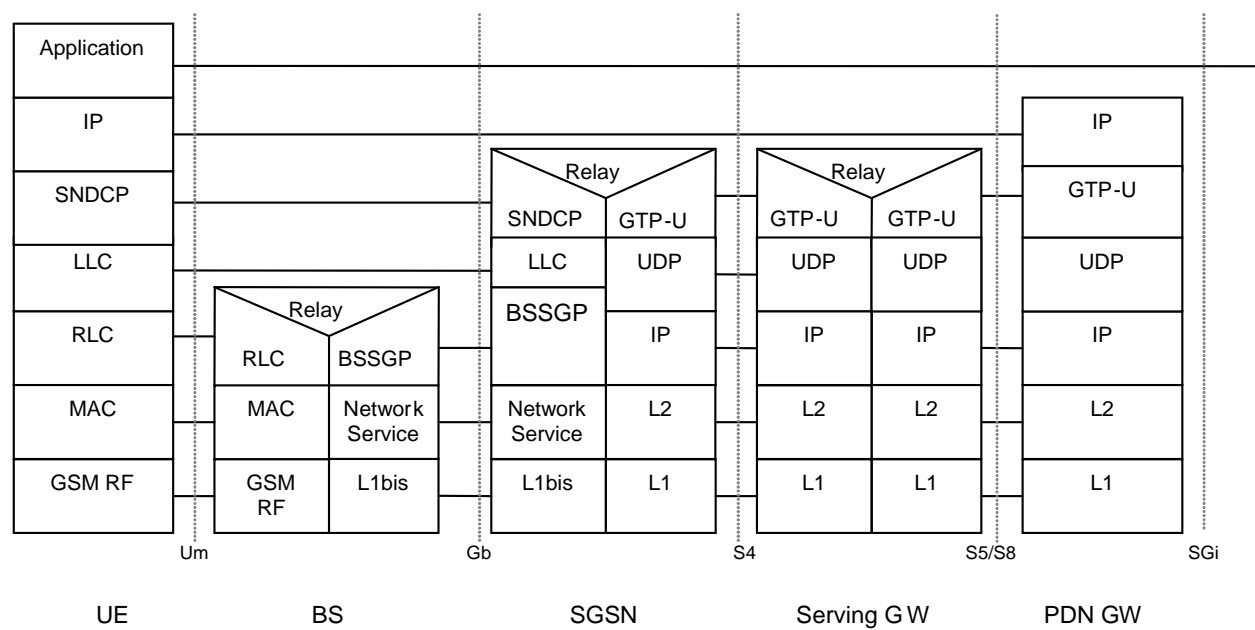 Application
IP
IP
Relay
Relay
SNDCP
GTP-U
SNDCP
GTP-U
GTP-U
GTP-U
LLC
LLC
UDP
UDP
UDP
UDP
Relay
BSSGP
RLC
IP
IP
IP
IP
RLC
BSSGP
MAC
MAC
Network
Service
Network
Service
L2
L2
L2
L2
GSM RF
GSM
RF
L1bis
L1bis
L1
L1
L1
L1
Um
Gb
S4
S5/S8
SGi
UE
BS
SGSN
Serving GW
PDN GW